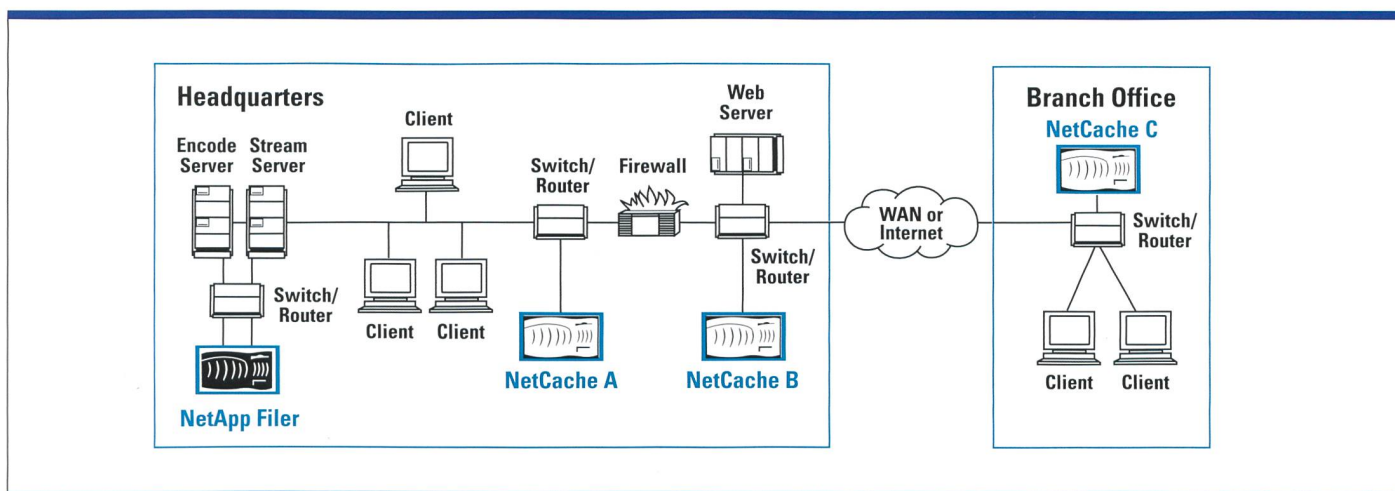 Headquarters
Encode
Server
Stream
Server
Client
Switch/
Router
Firewall
Web
Server
Switch/
Router
Client
Client
Switch/
Router
NetApp Filer
NetCache A
NetCache B
WAN or
Internet
Branch Office
NetCache C
Switch/
Router
Client
Client